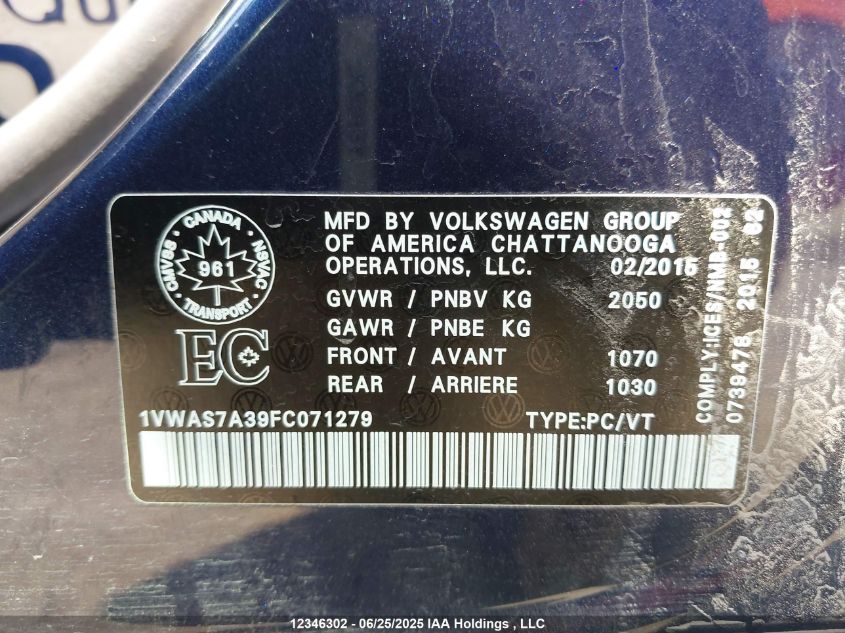 CANADA
CMVSS
NSVAC
961
TRANSPORT
EC
MFD BY VOLKSWAGEN GROUP
OF AMERICA CHATTANOOGA
OPERATIONS, LLC. 02/2015
GVWR / PNBV KG 2050
GAWR / PNBE KG
FRONT / AVANT 1070
REAR / ARRIERE 1030
1VWAS7A39FC071279 TYPE:PC/VT
COMPLY:ICES/NMB-002
0739478 2015 62
12346302 - 06/25/2025 IAA Holdings , LLC